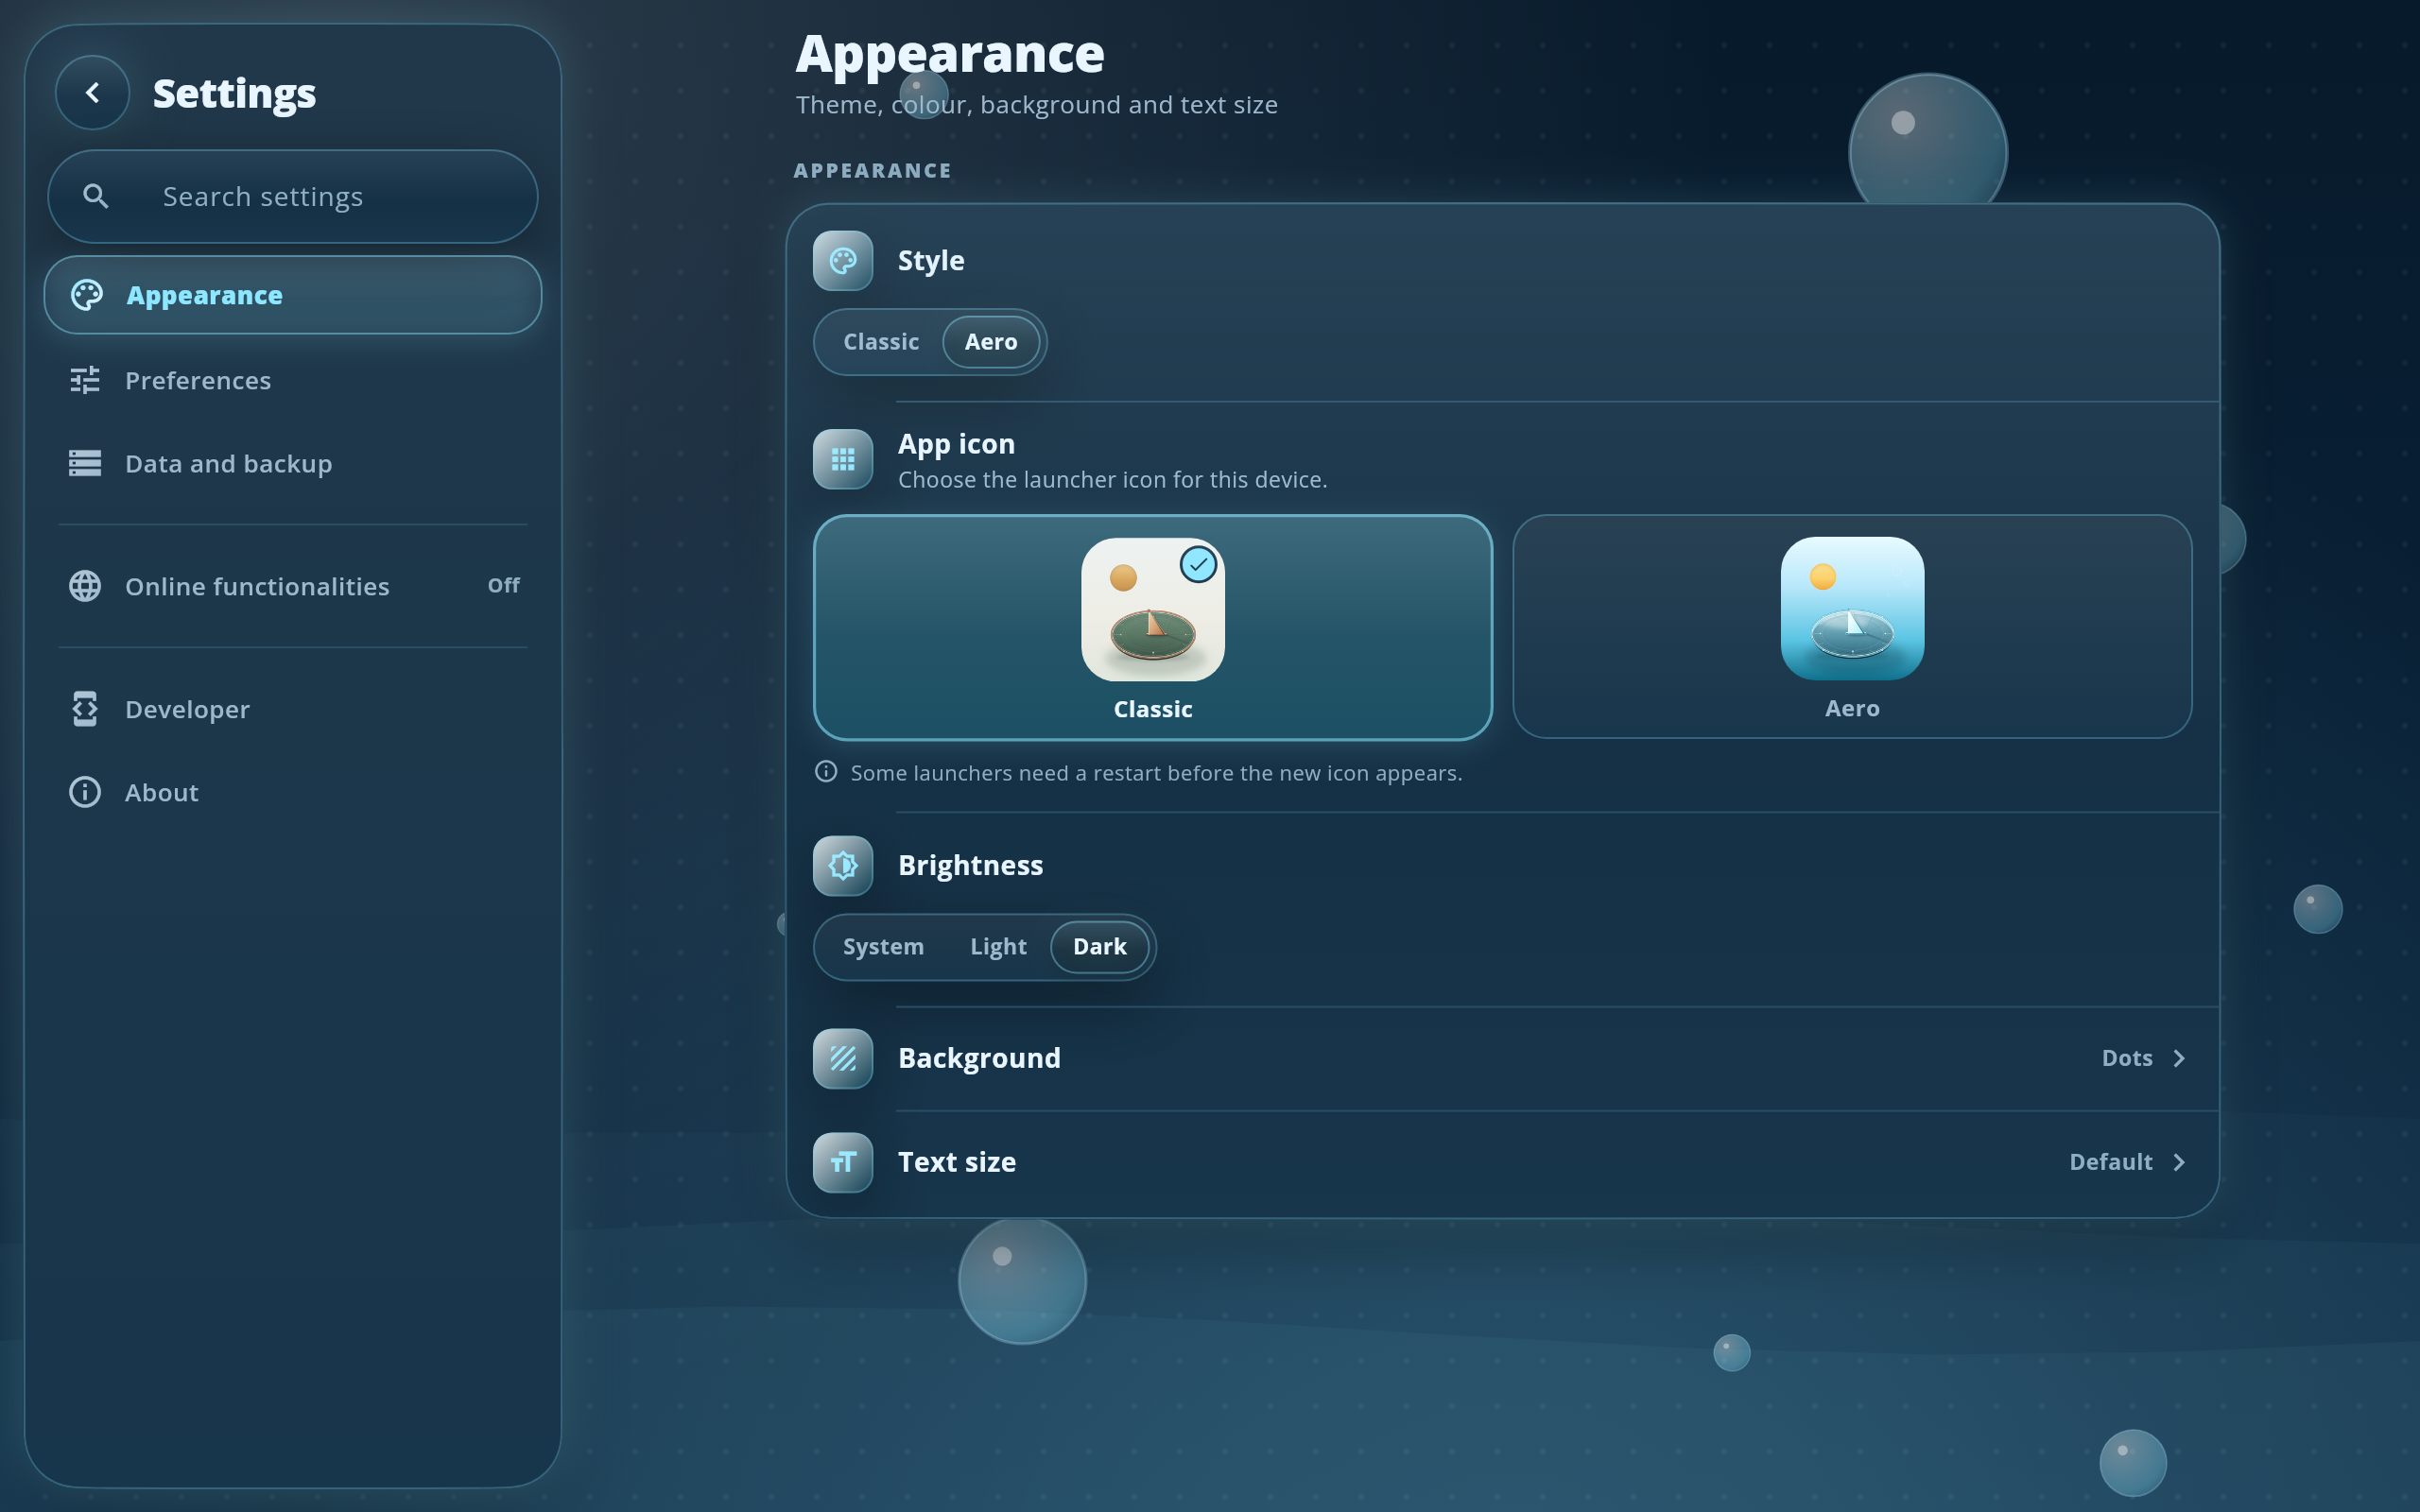 Settings
Search settings
Appearance
Preferences
Data and backup
Online functionalities Off
Developer
About
Appearance
Theme, colour, background and text size
APPEARANCE
Style
Classic Aero
App icon
Choose the launcher icon for this device.
Classic Aero
Some launchers need a restart before the new icon appears.
Brightness
System Light Dark
Background Dots
Text size Default